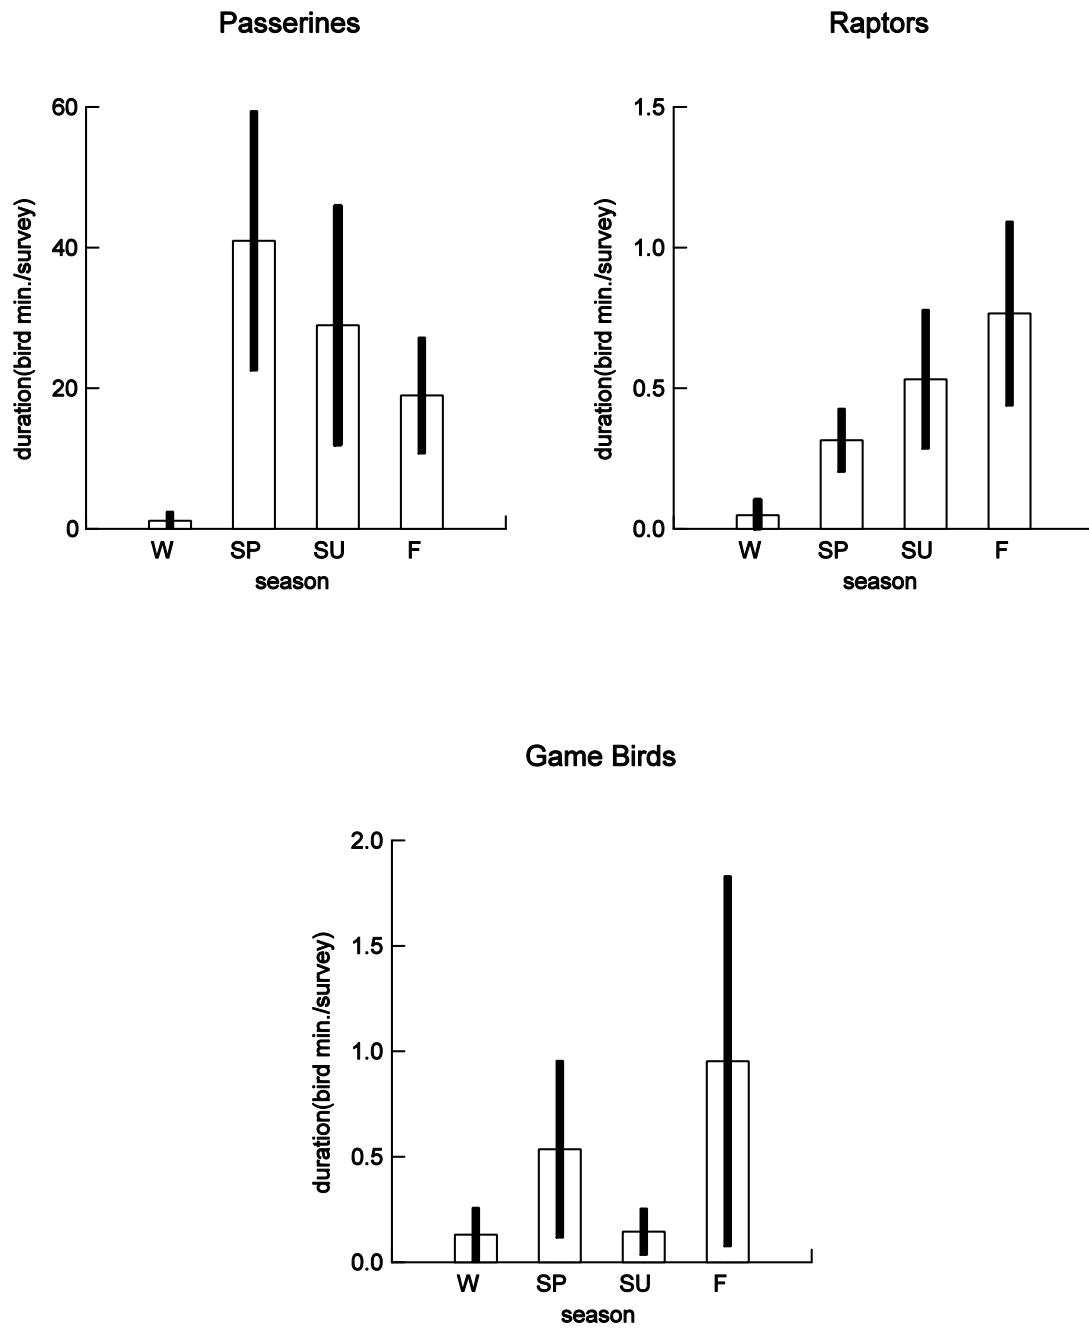 Passerines
60
40
20
0
duration(bird min./survey)
W SP SU F
season
Raptors
1.5
1.0
0.5
0.0
duration(bird min./survey)
W SP SU F
season
Game Birds
2.0
1.5
1.0
0.5
0.0
duration(bird min./survey)
W SP SU F
season